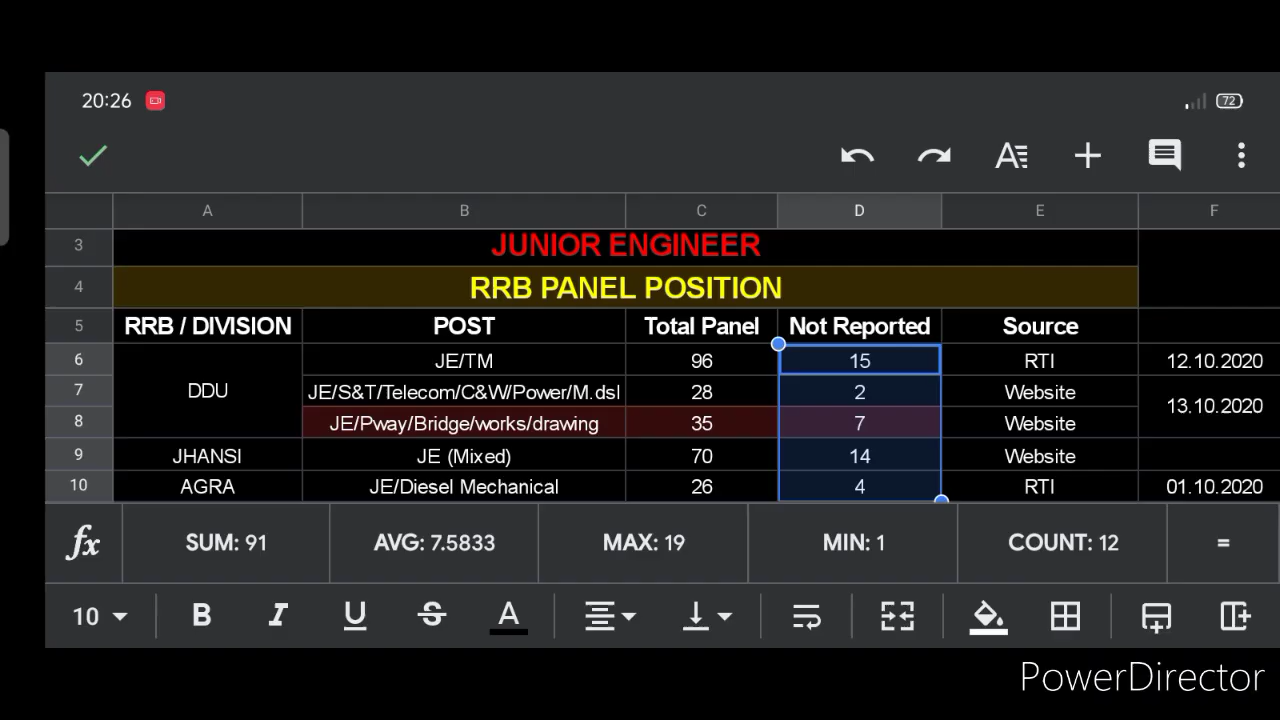 20:26
72
A B C D E F
3 JUNIOR ENGINEER
4 RRB PANEL POSITION
5 RRB / DIVISION POST Total Panel Not Reported Source
6 JE/TM 96 15 RTI 12.10.2020
7 DDU JE/S&T/Telecom/C&W/Power/M.dsl 28 2 Website 13.10.2020
8 JE/Pway/Bridge/works/drawing 35 7 Website
9 JHANSI JE (Mixed) 70 14 Website
10 AGRA JE/Diesel Mechanical 26 4 RTI 01.10.2020
fx SUM: 91 AVG: 7.5833 MAX: 19 MIN: 1 COUNT: 12 =
10 B I U S A
PowerDirector